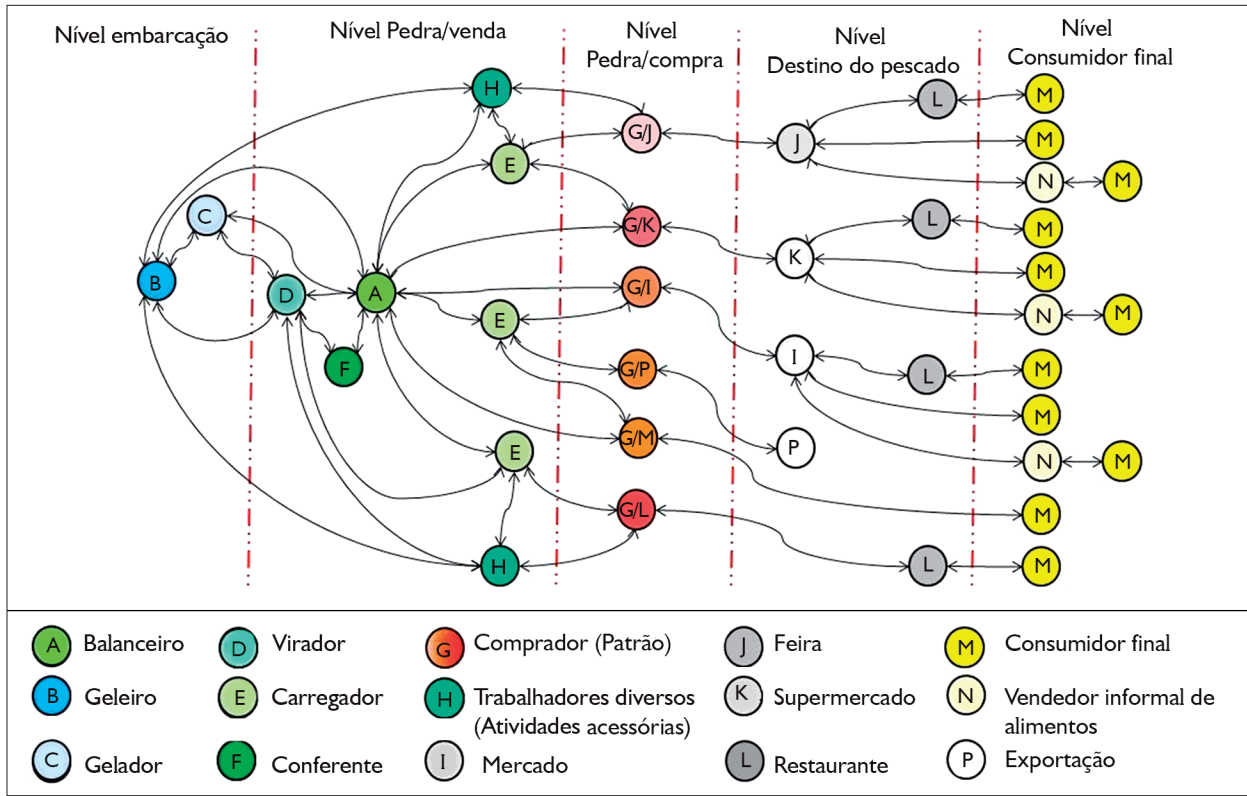 Nível embarcação
Nível Pedra/venda
Nível
Pedra/compra
Nível
Destino do pescado
Nível
Consumidor final
H
E
C
B
D
A
F
E
E
H
G/J
G/K
G/I
G/P
G/M
G/L
J
L
K
L
I
L
P
L
M
M
N
M
M
M
N
M
M
M
N
M
M
M
A Balanceiro
B Geleiro
C Gelador
D Virador
E Carregador
F Conferente
G Comprador (Patrão)
H Trabalhadores diversos
(Atividades acessórias)
I Mercado
J Feira
K Supermercado
L Restaurante
M Consumidor final
N Vendedor informal de
alimentos
P Exportação